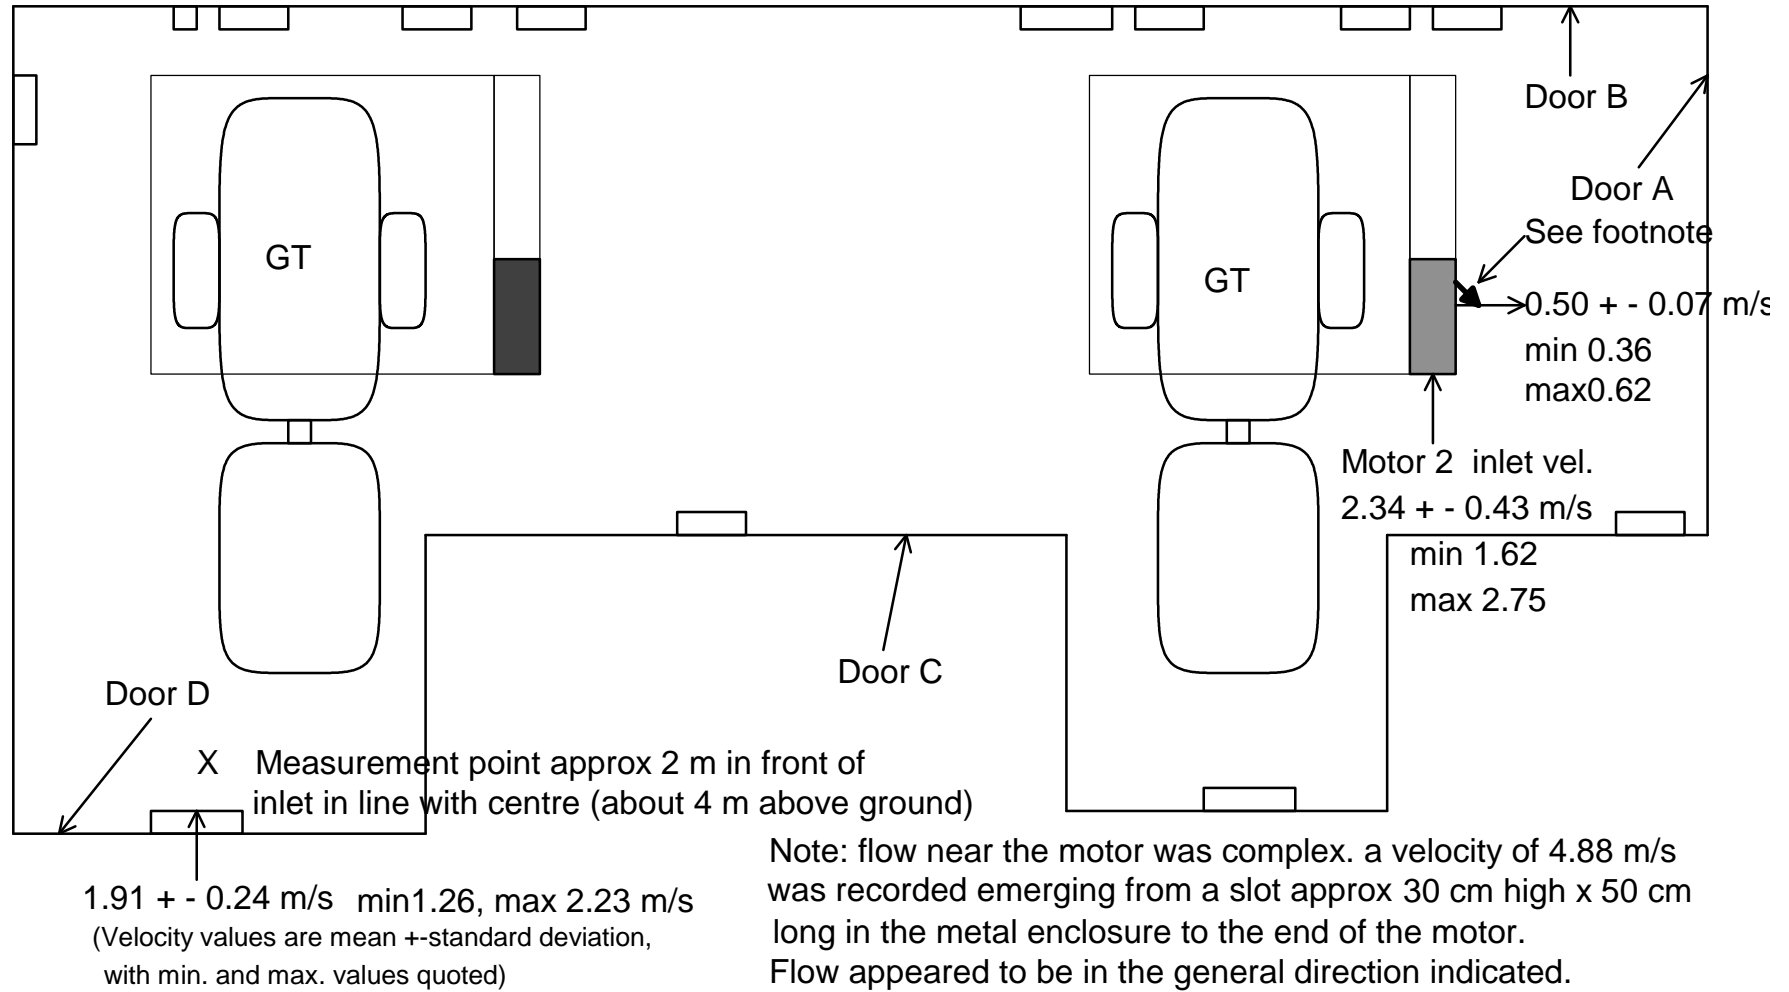 Door B
Door A
See footnote
GT
GT
0.50 + - 0.07 m/s
min 0.36
max0.62
Motor 2 inlet vel.
2.34 + - 0.43 m/s
min 1.62
max 2.75
Door C
Door D
X Measurement point approx 2 m in front of
inlet in line with centre (about 4 m above ground)
1.91 + - 0.24 m/s min1.26, max 2.23 m/s
(Velocity values are mean +-standard deviation,
with min. and max. values quoted)
Note: flow near the motor was complex. a velocity of 4.88 m/s
was recorded emerging from a slot approx 30 cm high x 50 cm
long in the metal enclosure to the end of the motor.
Flow appeared to be in the general direction indicated.